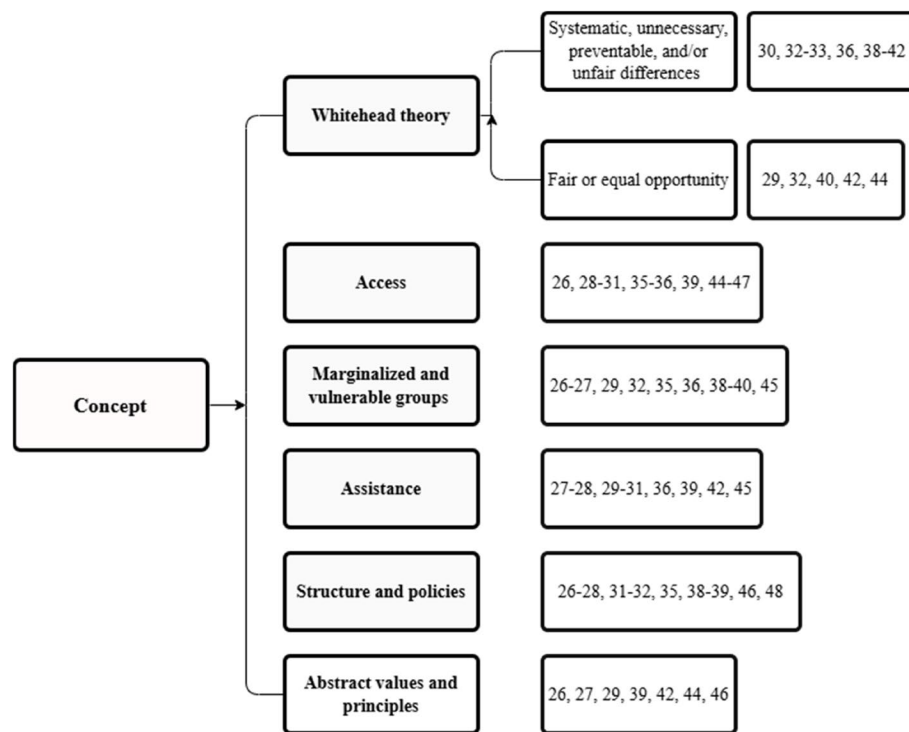 Systematic, unnecessary,
preventable, and/or
unfair differences
30, 32-33, 36, 38-42
Whitehead theory
Fair or equal opportunity
29, 32, 40, 42, 44
Access
26, 28-31, 35-36, 39, 44-47
Marginalized and
vulnerable groups
26-27, 29, 32, 35, 36, 38-40, 45
Concept
Assistance
27-28, 29-31, 36, 39, 42, 45
Structure and policies
26-28, 31-32, 35, 38-39, 46, 48
Abstract values and
principles
26, 27, 29, 39, 42, 44, 46